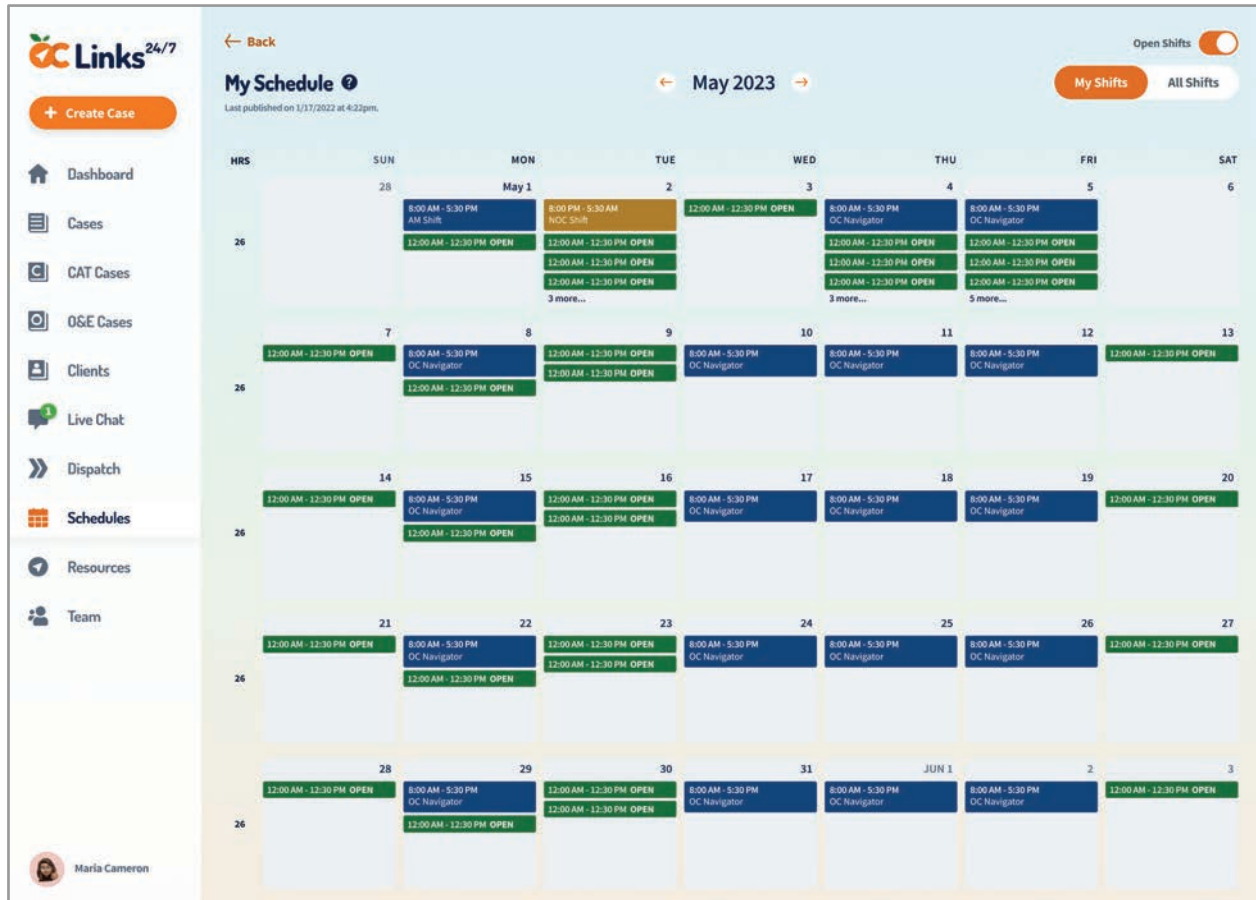 OC Links 24/7
+ Create Case
Dashboard
Cases
CAT Cases
O&E Cases
Clients
1
Live Chat
Dispatch
Schedules
Resources
Team
Maria Cameron
← Back
Open Shifts
My Schedule ?
← May 2023 →
My Shifts All Shifts
Last published on 1/17/2022 at 4:22pm.
HRS SUN MON TUE WED THU FRI SAT
28 May 1 2 3 4 5 6
26
8:00 AM - 5:30 PM
AM Shift
12:00 AM - 12:30 PM OPEN
8:00 PM - 5:30 AM
NOC Shift
12:00 AM - 12:30 PM OPEN
12:00 AM - 12:30 PM OPEN
12:00 AM - 12:30 PM OPEN
3 more...
12:00 AM - 12:30 PM OPEN
8:00 AM - 5:30 PM
OC Navigator
12:00 AM - 12:30 PM OPEN
12:00 AM - 12:30 PM OPEN
12:00 AM - 12:30 PM OPEN
3 more...
8:00 AM - 5:30 PM
OC Navigator
12:00 AM - 12:30 PM OPEN
12:00 AM - 12:30 PM OPEN
12:00 AM - 12:30 PM OPEN
5 more...
7 8 9 10 11 12 13
26
12:00 AM - 12:30 PM OPEN
8:00 AM - 5:30 PM
OC Navigator
12:00 AM - 12:30 PM OPEN
12:00 AM - 12:30 PM OPEN
12:00 AM - 12:30 PM OPEN
8:00 AM - 5:30 PM
OC Navigator
8:00 AM - 5:30 PM
OC Navigator
8:00 AM - 5:30 PM
OC Navigator
12:00 AM - 12:30 PM OPEN
14 15 16 17 18 19 20
26
12:00 AM - 12:30 PM OPEN
8:00 AM - 5:30 PM
OC Navigator
12:00 AM - 12:30 PM OPEN
12:00 AM - 12:30 PM OPEN
12:00 AM - 12:30 PM OPEN
8:00 AM - 5:30 PM
OC Navigator
8:00 AM - 5:30 PM
OC Navigator
8:00 AM - 5:30 PM
OC Navigator
12:00 AM - 12:30 PM OPEN
21 22 23 24 25 26 27
26
12:00 AM - 12:30 PM OPEN
8:00 AM - 5:30 PM
OC Navigator
12:00 AM - 12:30 PM OPEN
12:00 AM - 12:30 PM OPEN
12:00 AM - 12:30 PM OPEN
8:00 AM - 5:30 PM
OC Navigator
8:00 AM - 5:30 PM
OC Navigator
8:00 AM - 5:30 PM
OC Navigator
12:00 AM - 12:30 PM OPEN
28 29 30 31 JUN 1 2 3
26
12:00 AM - 12:30 PM OPEN
8:00 AM - 5:30 PM
OC Navigator
12:00 AM - 12:30 PM OPEN
12:00 AM - 12:30 PM OPEN
12:00 AM - 12:30 PM OPEN
8:00 AM - 5:30 PM
OC Navigator
8:00 AM - 5:30 PM
OC Navigator
8:00 AM - 5:30 PM
OC Navigator
12:00 AM - 12:30 PM OPEN